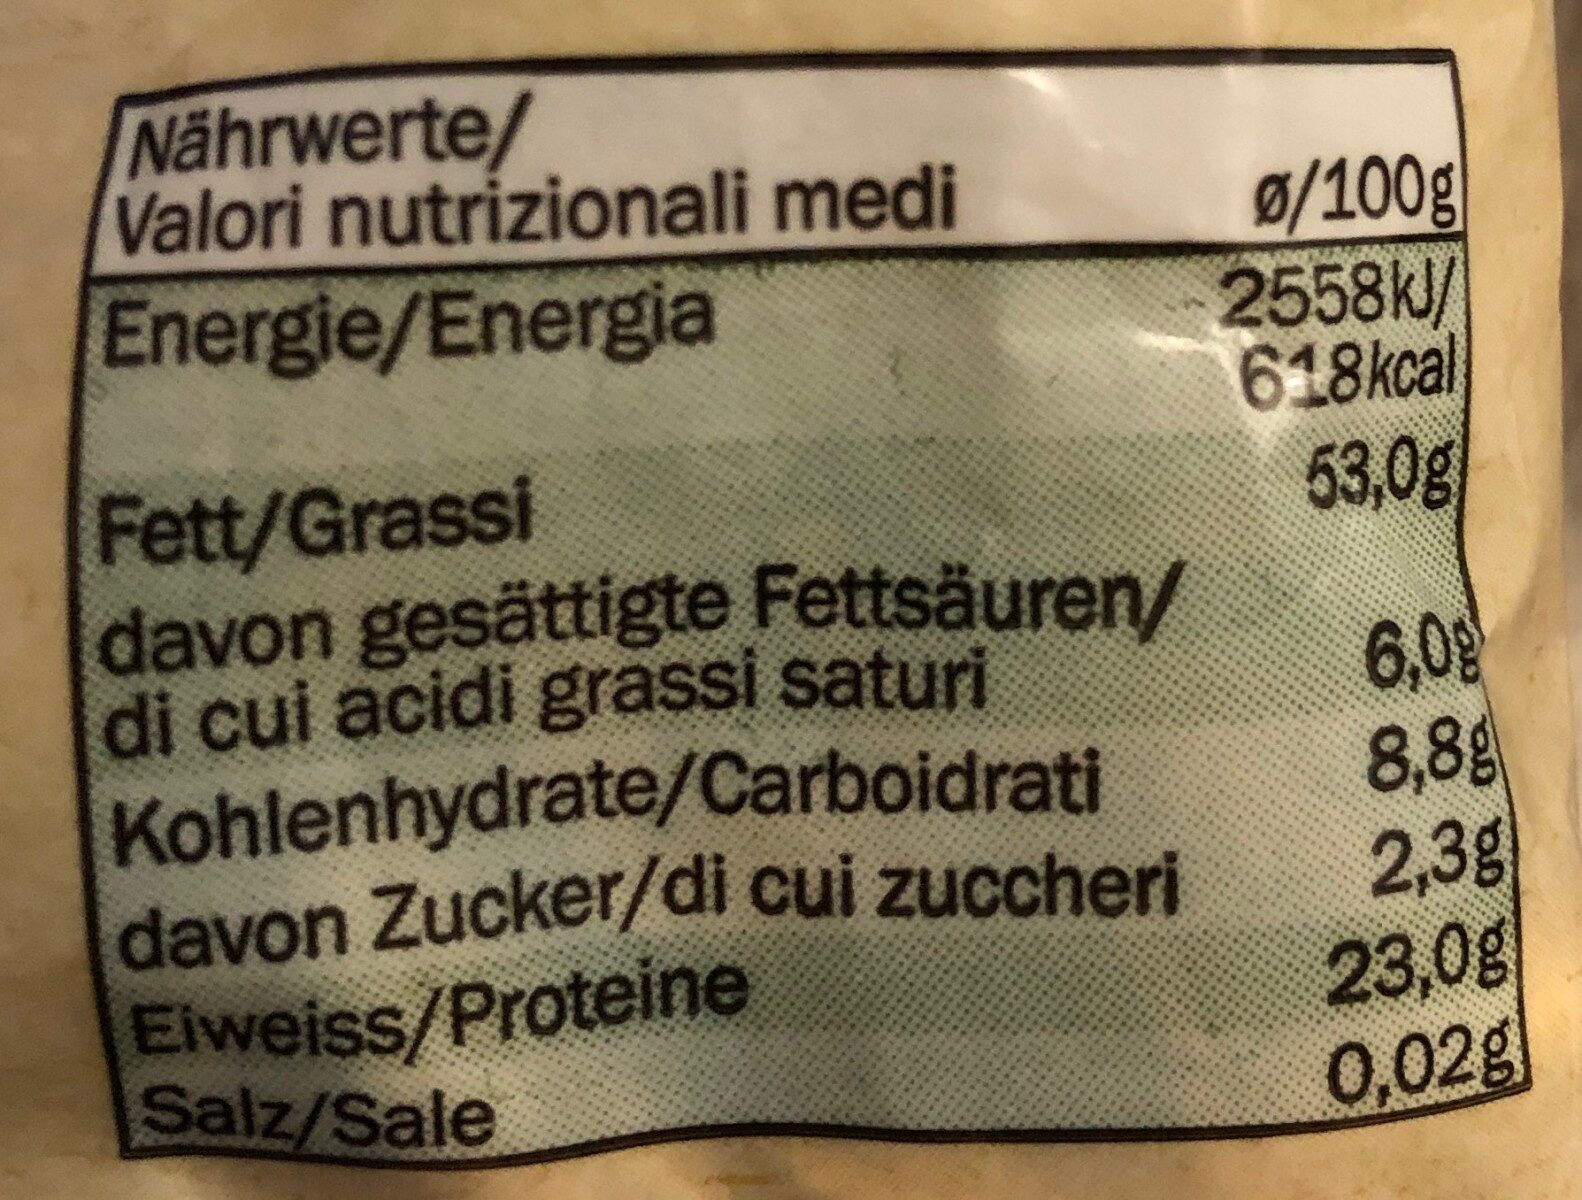 Nährwerte/
Valori nutrizionali medi ø/100g
Energie/Energia 2558kJ/
618kcal
Fett/Grassi 53,0g
davon gesättigte Fettsäuren/
di cui acidi grassi saturi 6,0g
Kohlenhydrate/Carboidrati 8,8g
davon Zucker/di cui zuccheri 2,3g
Eiweiss/Proteine 23,0g
Salz/Sale 0,02g